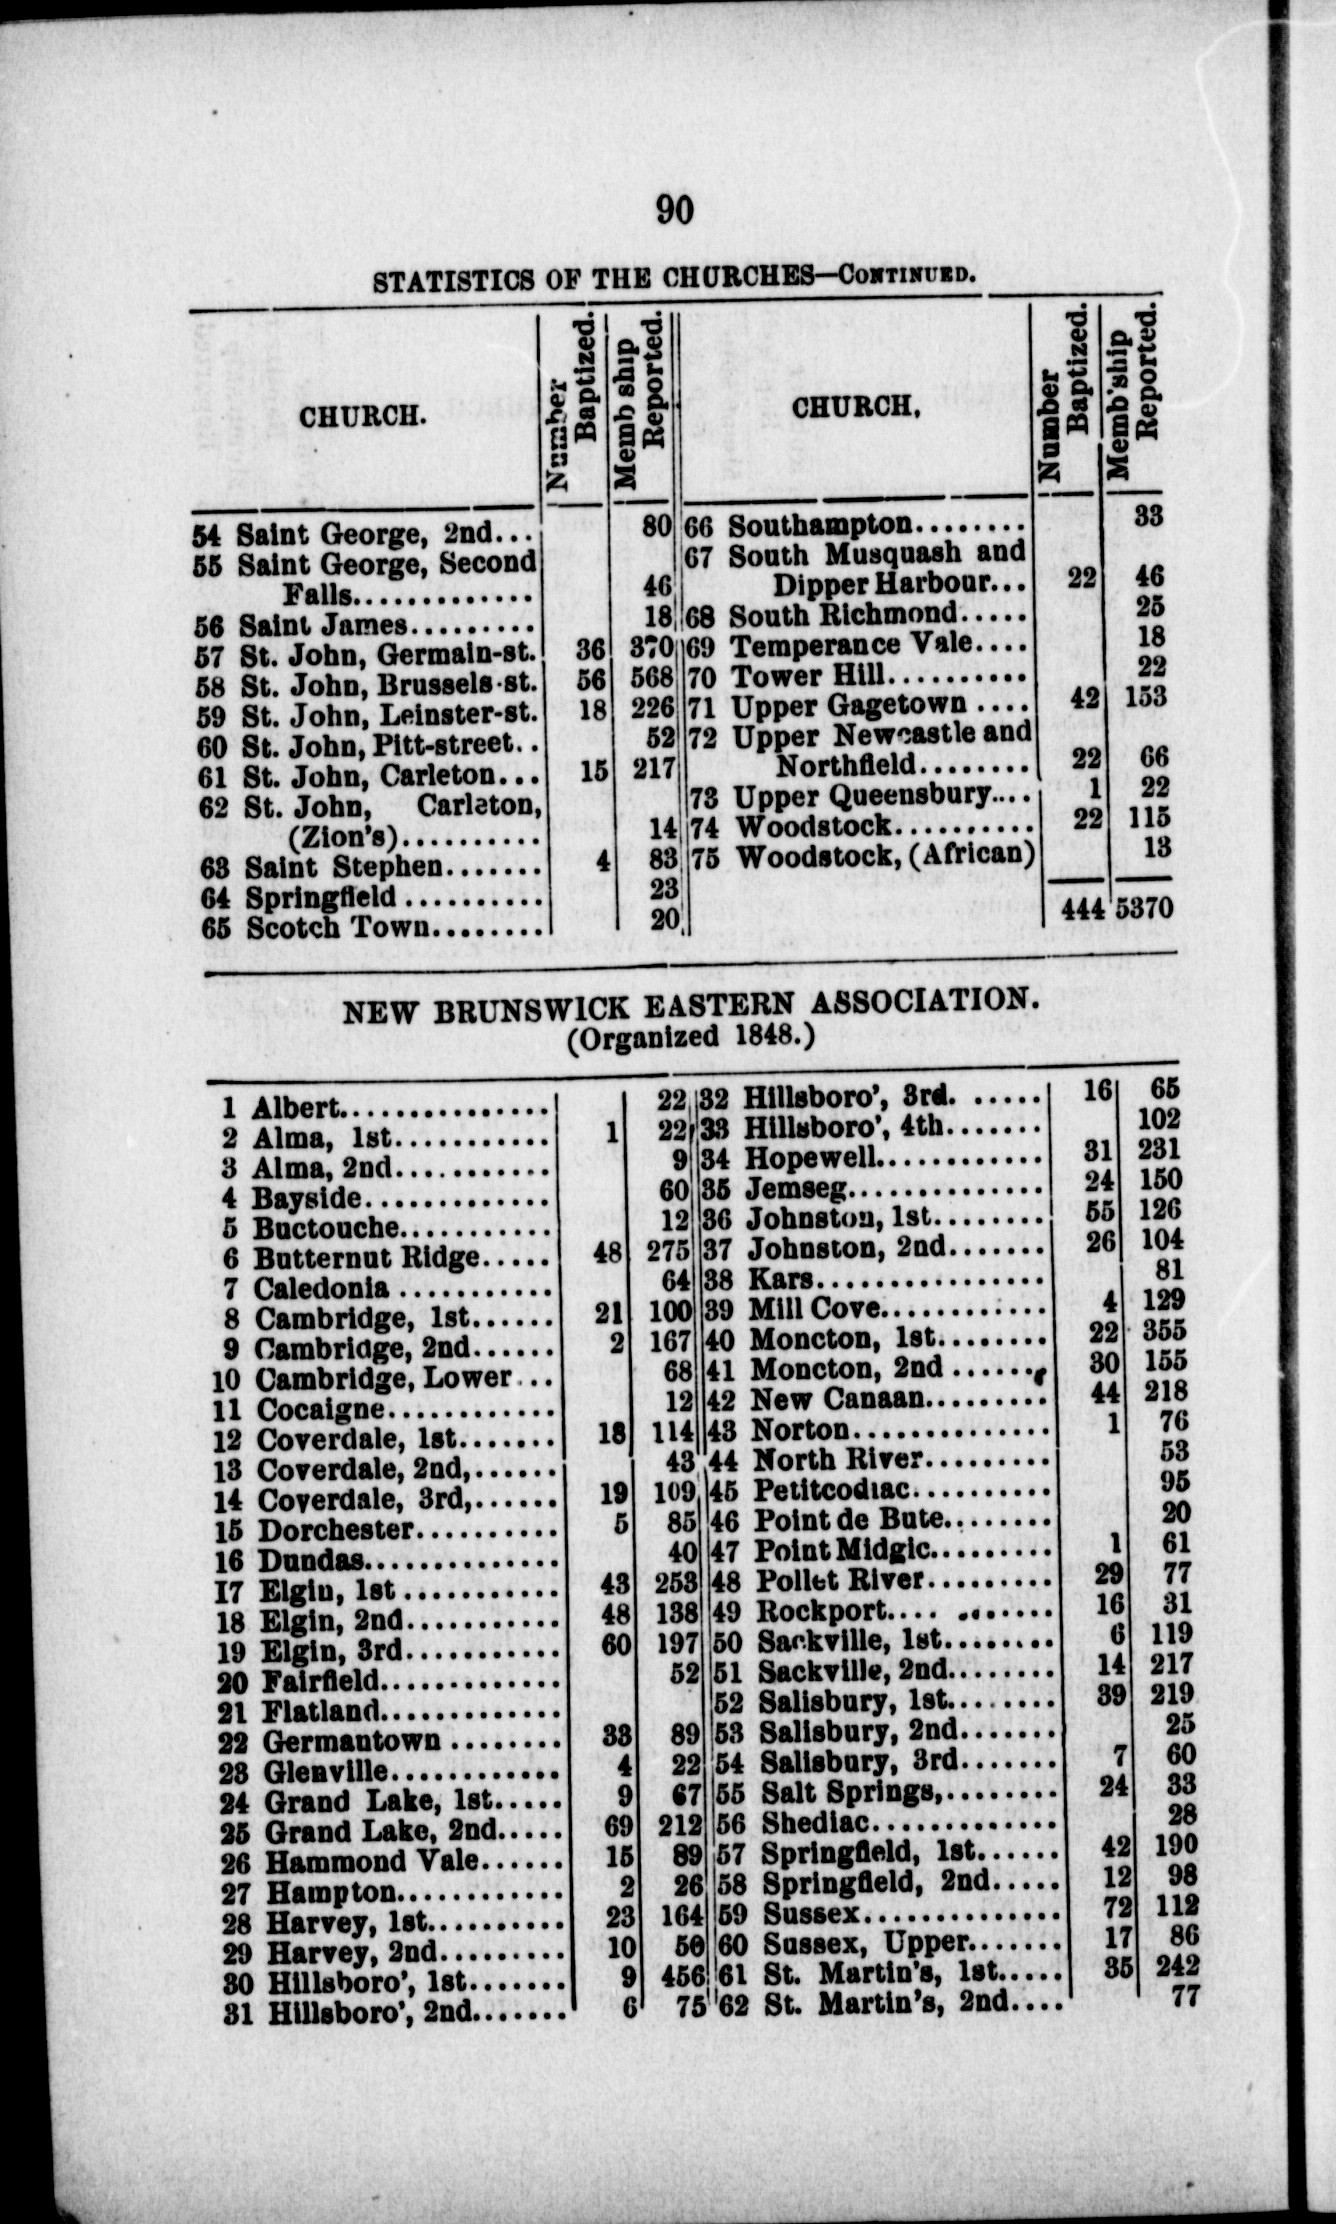 90
STATISTICS OF THE CHURCHES—CONTINUED.
CHURCH.
Number Baptized.
Memb ship Reported.
54 Saint George, 2nd... 80
55 Saint George, Second
Falls............. 46
56 Saint James......... 18
57 St. John, Germain-st. 36 370
58 St. John, Brussels-st. 56 568
59 St. John, Leinster-st. 18 226
60 St. John, Pitt-street.. 52
61 St. John, Carleton... 15 217
62 St. John, Carleton,
(Zion's)........... 14
63 Saint Stephen....... 4 83
64 Springfield .......... 23
65 Scotch Town........ 20
CHURCH.
Number Baptized.
Memb'ship Reported.
66 Southampton........ 33
67 South Musquash and
Dipper Harbour... 22 46
68 South Richmond..... 25
69 Temperance Vale.... 18
70 Tower Hill.......... 22
71 Upper Gagetown .... 42 153
72 Upper Newcastle and
Northfield........ 22 66
73 Upper Queensbury.... 1 22
74 Woodstock.......... 22 115
75 Woodstock, (African) 13
444 5370
NEW BRUNSWICK EASTERN ASSOCIATION.
(Organized 1848.)
1 Albert............... 22
2 Alma, 1st........... 1 22
3 Alma, 2nd........... 9
4 Bayside............. 60
5 Buctouche........... 12
6 Butternut Ridge..... 48 275
7 Caledonia ........... 64
8 Cambridge, 1st...... 21 100
9 Cambridge, 2nd...... 2 167
10 Cambridge, Lower... 68
11 Cocaigne............ 12
12 Coverdale, 1st....... 18 114
13 Coverdale, 2nd,...... 43
14 Coverdale, 3rd,...... 19 109
15 Dorchester.......... 5 85
16 Dundas.............. 40
17 Elgin, 1st............ 43 253
18 Elgin, 2nd........... 48 138
19 Elgin, 3rd........... 60 197
20 Fairfield............. 52
21 Flatland.............
22 Germantown ........ 33 89
23 Glenville............ 4 22
24 Grand Lake, 1st..... 9 67
25 Grand Lake, 2nd..... 69 212
26 Hammond Vale...... 15 89
27 Hampton............ 2 26
28 Harvey, 1st.......... 23 164
29 Harvey, 2nd......... 10 50
30 Hillsboro', 1st....... 9 456
31 Hillsboro', 2nd....... 6 75
32 Hillsboro', 3rd. ..... 16 65
33 Hillsboro', 4th....... 102
34 Hopewell............ 31 231
35 Jemseg.............. 24 150
36 Johnston, 1st........ 55 126
37 Johnston, 2nd....... 26 104
38 Kars................ 81
39 Mill Cove............ 4 129
40 Moncton, 1st........ 22 355
41 Moncton, 2nd ....... 30 155
42 New Canaan......... 44 218
43 Norton.............. 1 76
44 North River......... 53
45 Petitcodiac.......... 95
46 Point de Bute........ 20
47 Point Midgic......... 1 61
48 Pollet River......... 29 77
49 Rockport.... ....... 16 31
50 Sackville, 1st........ 6 119
51 Sackville, 2nd........ 14 217
52 Salisbury, 1st........ 39 219
53 Salisbury, 2nd....... 25
54 Salisbury, 3rd....... 7 60
55 Salt Springs,........ 24 33
56 Shediac............. 28
57 Springfield, 1st...... 42 190
58 Springfield, 2nd..... 12 98
59 Sussex.............. 72 112
60 Sussex, Upper....... 17 86
61 St. Martin's, 1st..... 35 242
62 St. Martin's, 2nd.... 77